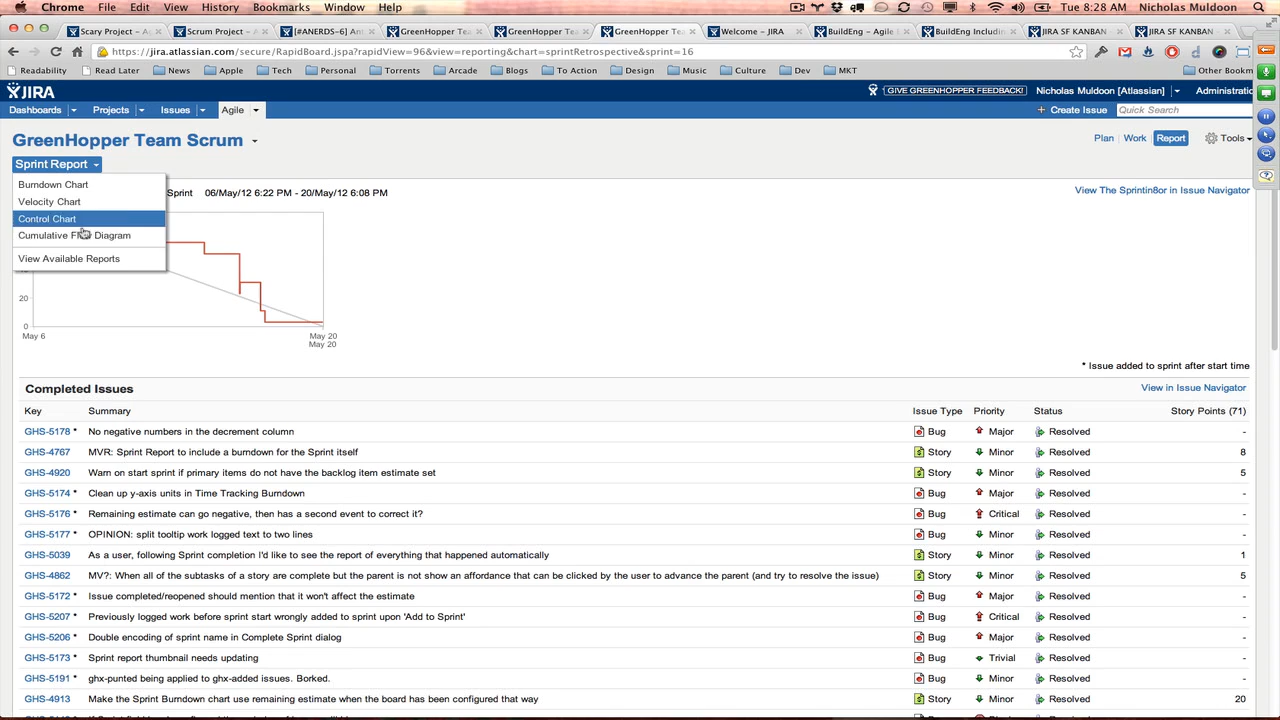 Chrome File Edit View History Bookmarks Window Help Tue 8:28 AM Nicholas Muldoon
Scary Project – A Scrum Project – A [#ANERDS-6] Agi GreenHopper Tea GreenHopper Tea GreenHopper Tea Welcome – JIRA BuildEng – Agile BuildEng Includin JIRA SF KANBAN JIRA SF KANBAN
https://jira.atlassian.com/secure/RapidBoard.jspa?rapidView=96&view=reporting&chart=sprintRetrospective&sprint=16
Readability Read Later News Apple Tech Personal Torrents Arcade Blogs To Action Design Music Culture Dev MKT Other Bookm
JIRA GIVE GREENHOPPER FEEDBACK! Nicholas Muldoon [Atlassian] Administratio
Dashboards Projects Issues Agile + Create Issue Quick Search
GreenHopper Team Scrum Plan Work Report Tools
Sprint Report
Burndown Chart
Sprint 06/May/12 6:22 PM - 20/May/12 6:08 PM View The Sprintin8or in Issue Navigator
Velocity Chart
Control Chart
Cumulative Flow Diagram
View Available Reports
20
0
May 6 May 20
May 20
* Issue added to sprint after start time
Completed Issues View in Issue Navigator
Key Summary Issue Type Priority Status Story Points (71)
GHS-5178 * No negative numbers in the decrement column Bug Major Resolved -
GHS-4767 MVR: Sprint Report to include a burndown for the Sprint itself Story Minor Resolved 8
GHS-4920 Warn on start sprint if primary items do not have the backlog item estimate set Story Minor Resolved 5
GHS-5174 * Clean up y-axis units in Time Tracking Burndown Bug Major Resolved -
GHS-5176 * Remaining estimate can go negative, then has a second event to correct it? Bug Critical Resolved -
GHS-5177 * OPINION: split tooltip work logged text to two lines Bug Minor Resolved -
GHS-5039 As a user, following Sprint completion I'd like to see the report of everything that happened automatically Story Minor Resolved 1
GHS-4862 MV?: When all of the subtasks of a story are complete but the parent is not show an affordance that can be clicked by the user to advance the parent (and try to resolve the issue) Story Minor Resolved 5
GHS-5172 * Issue completed/reopened should mention that it won't affect the estimate Bug Major Resolved -
GHS-5207 * Previously logged work before sprint start wrongly added to sprint upon 'Add to Sprint' Bug Critical Resolved -
GHS-5206 * Double encoding of sprint name in Complete Sprint dialog Bug Major Resolved -
GHS-5173 * Sprint report thumbnail needs updating Bug Trivial Resolved -
GHS-5191 * ghx-punted being applied to ghx-added issues. Borked. Bug Minor Resolved -
GHS-4913 Make the Sprint Burndown chart use remaining estimate when the board has been configured that way Story Minor Resolved 20